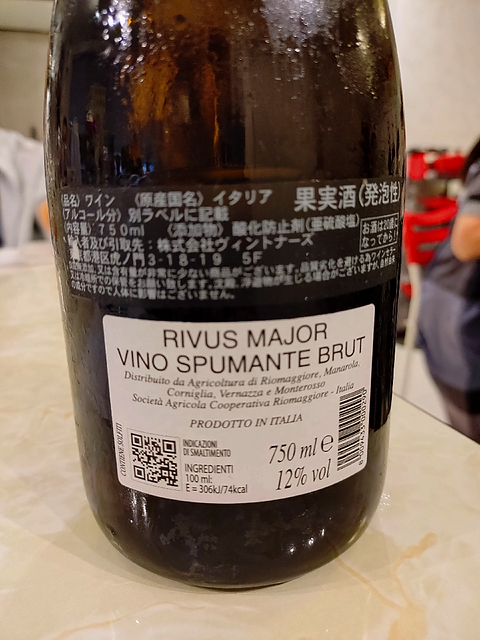 (品名) ワイン 《原産国名》 イタリア 果実酒(発泡性)
(アルコール分) 別ラベルに記載
(内容量) 750ml 《添加物》 酸化防止剤(亜硫酸塩)
お酒は20歳に
なってから!
輸入者及び引取先: 株式会社ヴィントナーズ
東京都港区虎ノ門3-18-19 5F
RIVUS MAJOR
VINO SPUMANTE BRUT
Distribuito da Agricoltura di Riomaggiore, Manarola,
Corniglia, Vernazza e Monterosso
Società Agricola Cooperativa Riomaggiore - Italia
PRODOTTO IN ITALIA
CONTIENE SOLFITI
INDICAZIONI
DI SMALTIMENTO
INGREDIENTI
100 ml:
E = 306kJ/74kcal
750 ml e
12% vol